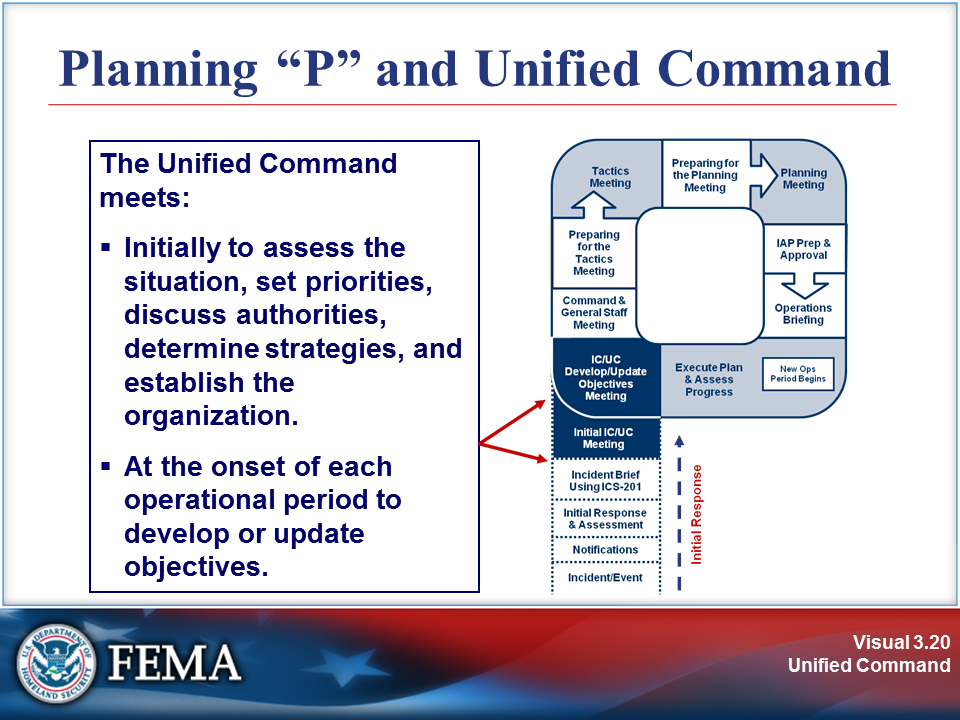 Planning “P” and Unified Command
The Unified Command
meets:
▪ Initially to assess the
situation, set priorities,
discuss authorities,
determine strategies, and
establish the
organization.
▪ At the onset of each
operational period to
develop or update
objectives.
Tactics
Meeting
Preparing for
the Planning
Meeting
Planning
Meeting
Preparing
for the
Tactics
Meeting
IAP Prep &
Approval
Command &
General Staff
Meeting
Operations
Briefing
IC/UC
Develop/Update
Objectives
Meeting
Execute Plan
& Assess
Progress
New Ops
Period Begins
Initial IC/UC
Meeting
Incident Brief
Using ICS-201
Initial Response
& Assessment
Notifications
Incident/Event
Initial Response
U.S. DEPARTMENT OF
HOMELAND SECURITY
FEMA
Visual 3.20
Unified Command